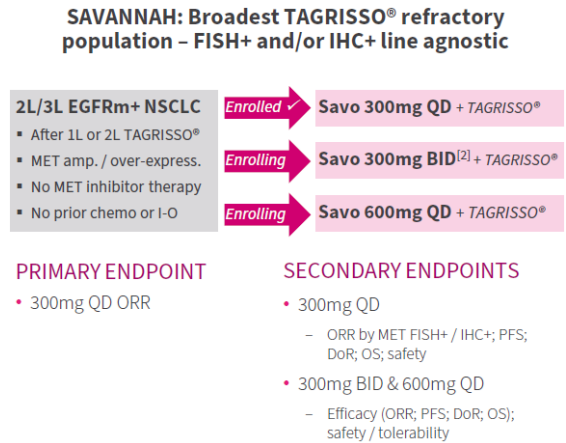 SAVANNAH: Broadest TAGRISSO® refractory
population – FISH+ and/or IHC+ line agnostic
2L/3L EGFRm+ NSCLC
▪ After 1L or 2L TAGRISSO®
▪ MET amp. / over-express.
▪ No MET inhibitor therapy
▪ No prior chemo or I-O
Enrolled ✓
Savo 300mg QD + TAGRISSO®
Enrolling
Savo 300mg BID[2] + TAGRISSO®
Enrolling
Savo 600mg QD + TAGRISSO®
PRIMARY ENDPOINT
• 300mg QD ORR
SECONDARY ENDPOINTS
• 300mg QD
– ORR by MET FISH+ / IHC+; PFS;
DoR; OS; safety
• 300mg BID & 600mg QD
– Efficacy (ORR; PFS; DoR; OS);
safety / tolerability